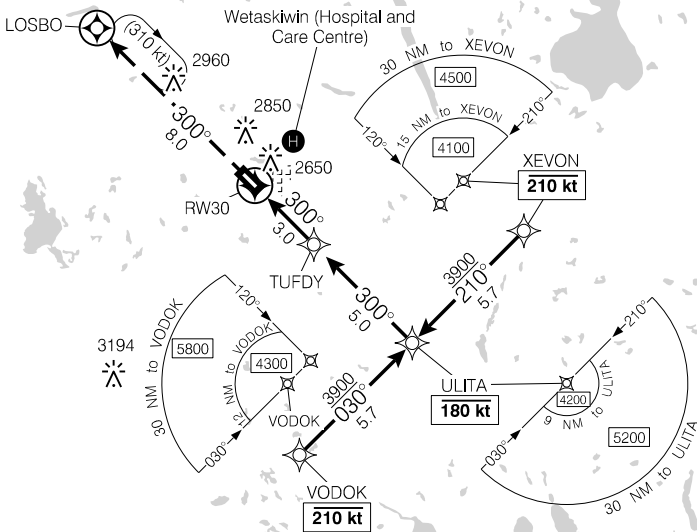 LOSBO
(310 kt)
2960
Wetaskiwin (Hospital and
Care Centre)
H
2850
2650
300°
8.0
RW30
300°
3.0
TUFDY
300°
5.0
30 NM to XEVON
4500
15 NM to XEVON
4100
120°
210°
XEVON
210 kt
3900
210°
5.7
3194
30 NM to VODOK
5800
12 NM to VODOK
4300
120°
030°
VODOK
3900
030°
5.7
VODOK
210 kt
ULITA
180 kt
210°
4200
9 NM to ULITA
030°
5200
30 NM to ULITA